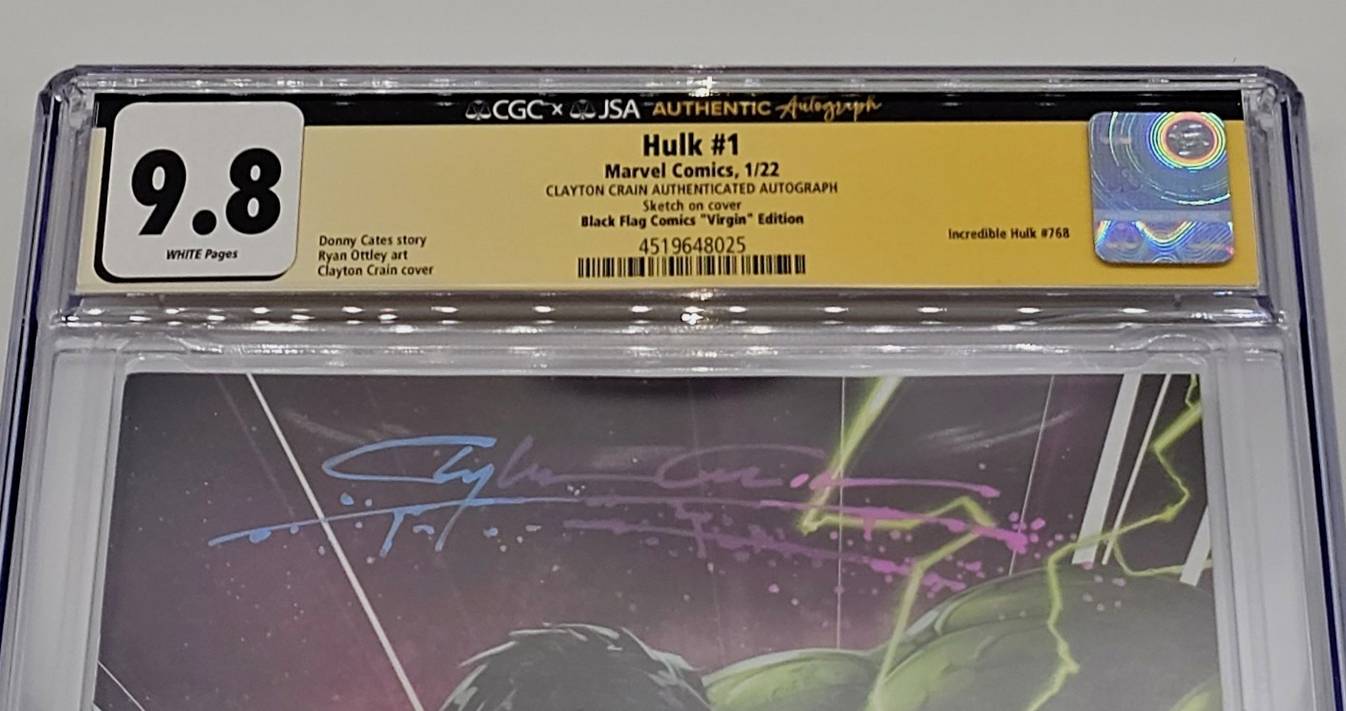 CGC × JSA AUTHENTIC Autograph
Hulk #1
Marvel Comics, 1/22
CLAYTON CRAIN AUTHENTICATED AUTOGRAPH
Sketch on cover
Black Flag Comics "Virgin" Edition
4519648025
9.8
WHITE Pages
Donny Cates story
Ryan Ottley art
Clayton Crain cover
Incredible Hulk #768
Clayton Crain